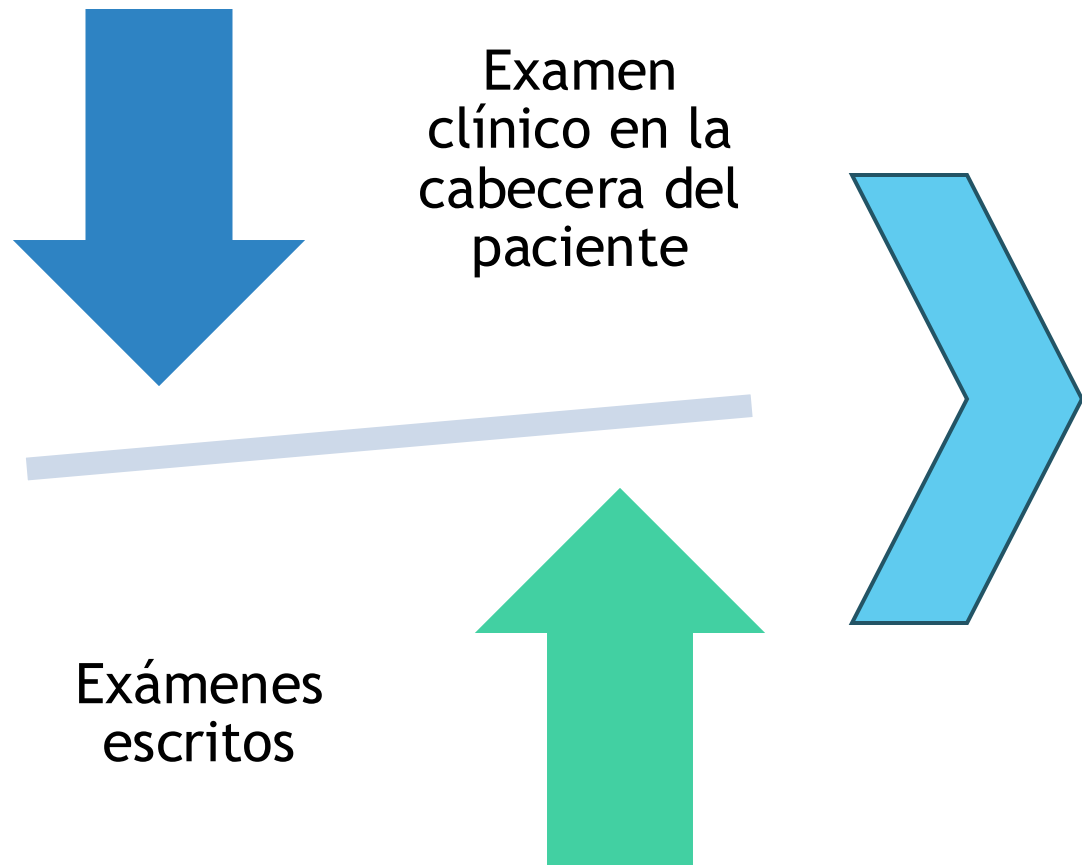 Examen
clínico en la
cabecera del
paciente
Exámenes
escritos